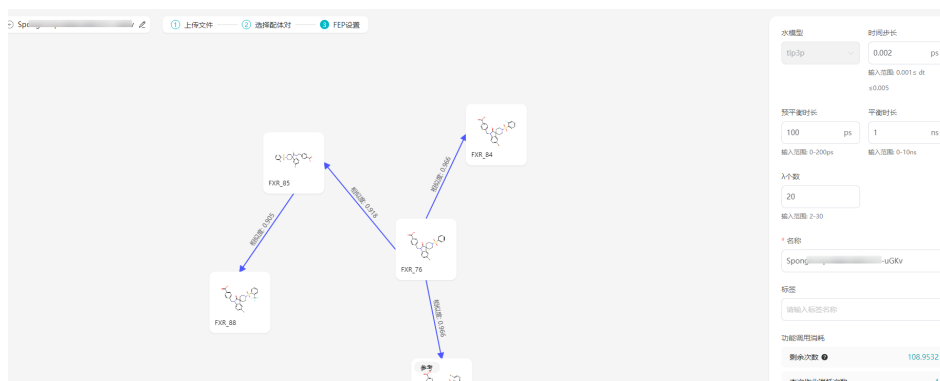 Spong
① 上传文件 ② 选择配体对 ③ FEP设置
FXR_84
FXR_85
FXR_76
FXR_88
相似度: 0.966
相似度: 0.918
相似度: 0.905
相似度: 0.966
参考
水模型
时间步长
tip3p
0.002 ps
输入范围: 0.001≤ dt
≤0.005
预平衡时长
平衡时长
100 ps
1 ns
输入范围: 0-200ps
输入范围: 0-10ns
λ个数
20
输入范围: 2-30
* 名称
Spong -uGKv
标签
请输入标签名称
功能调用消耗
剩余次数 108.9532